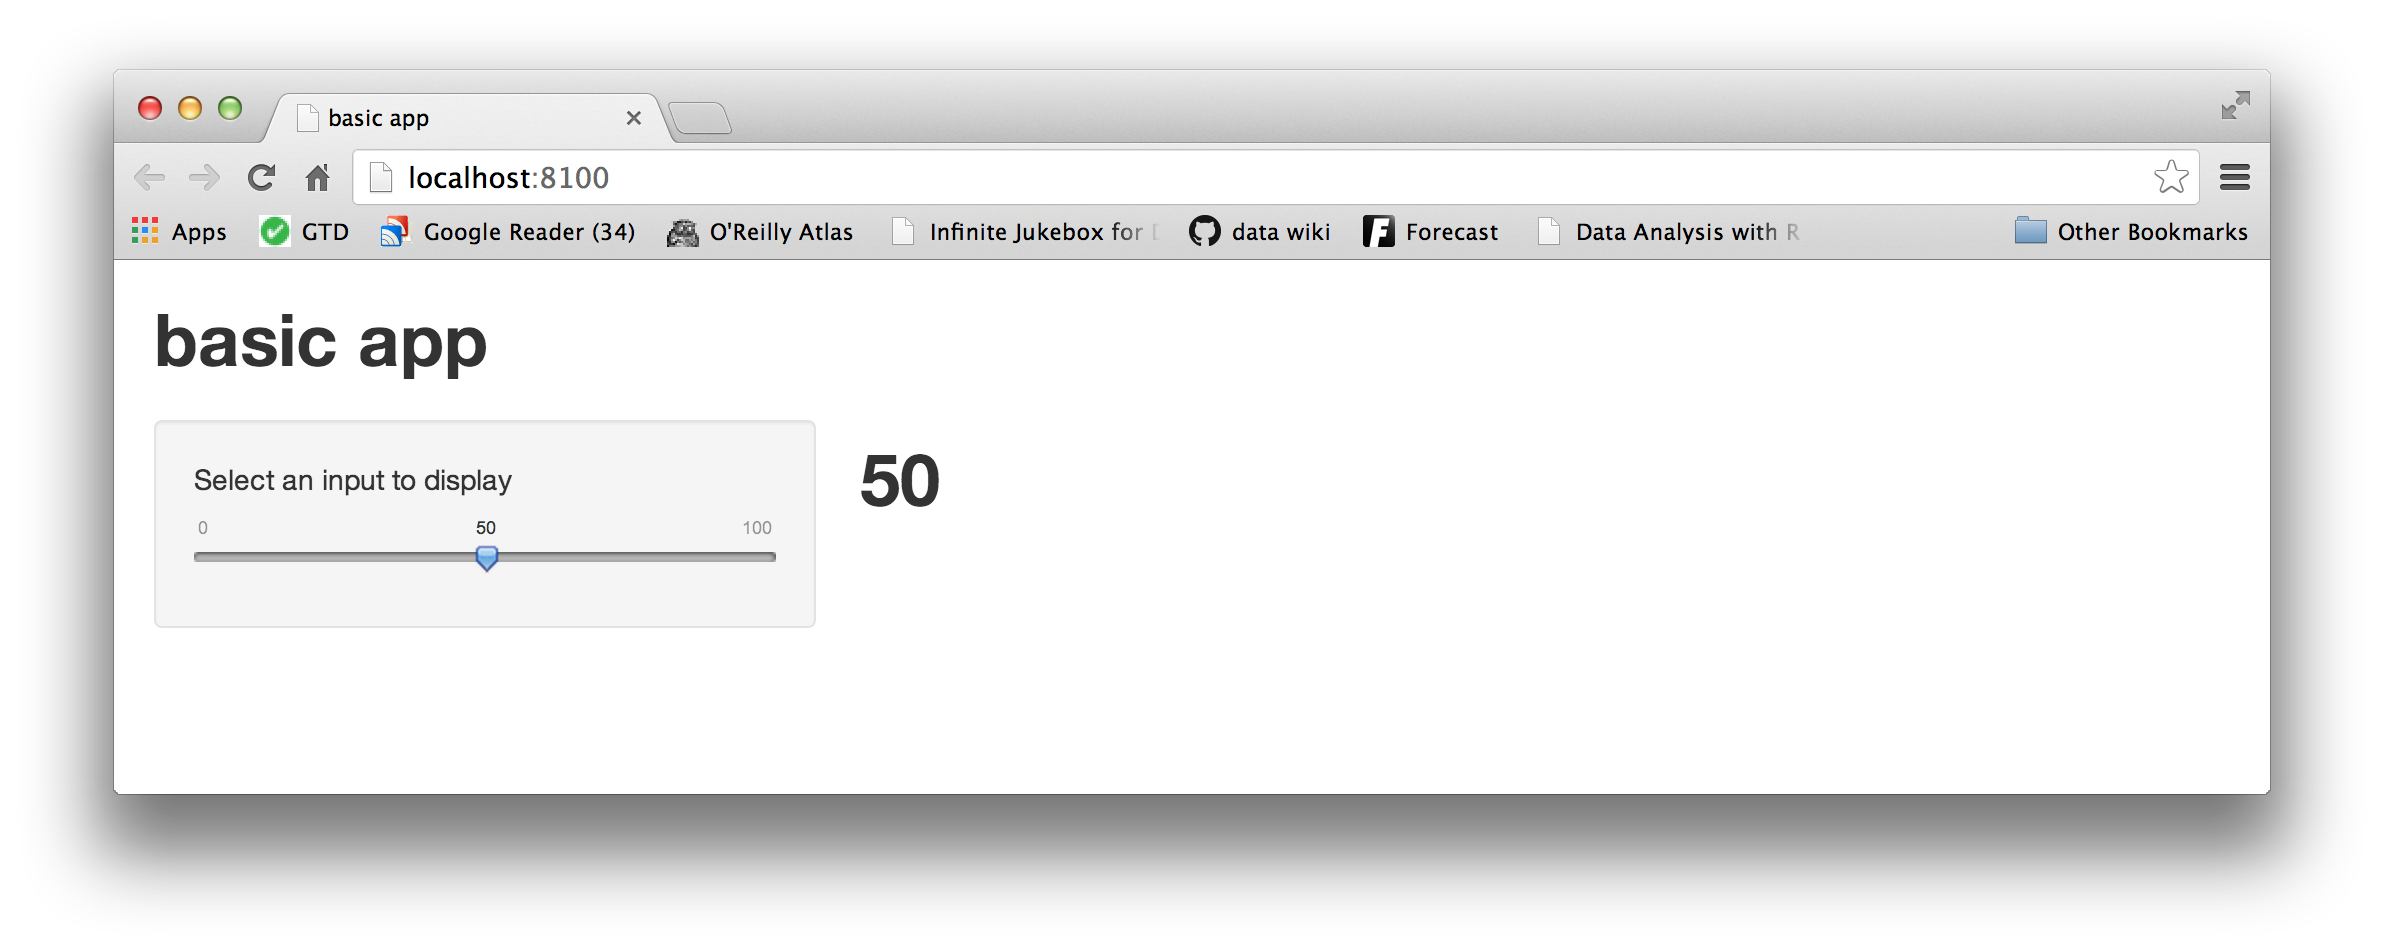 basic app
localhost:8100
Apps GTD Google Reader (34) O'Reilly Atlas Infinite Jukebox for data wiki Forecast Data Analysis with R Other Bookmarks
basic app
Select an input to display
0 50 100
50